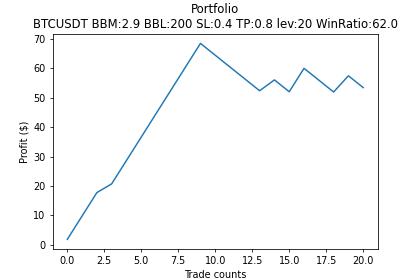 Portfolio
BTCUSDT BBM:2.9 BBL:200 SL:0.4 TP:0.8 lev:20 WinRatio:62.0
70
60
50
40
30
20
10
0
Profit ($)
0.0 2.5 5.0 7.5 10.0 12.5 15.0 17.5 20.0
Trade counts